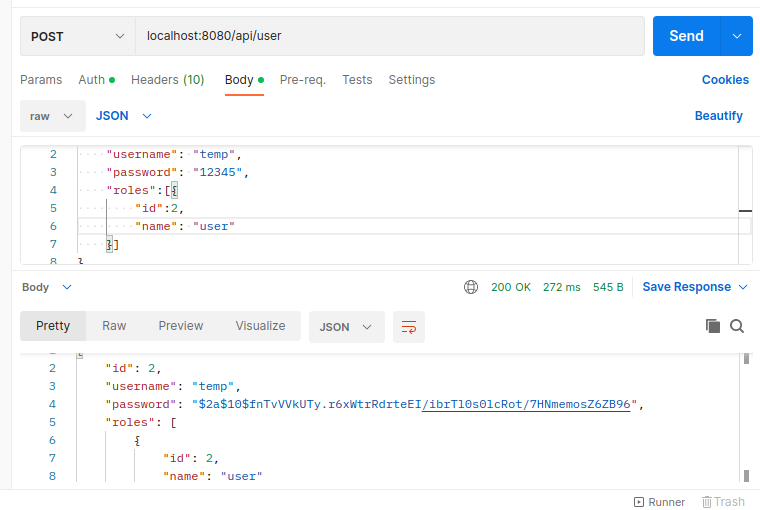 POST localhost:8080/api/user Send
Params Auth Headers (10) Body Pre-req. Tests Settings Cookies
raw JSON Beautify
2 "username": "temp",
3 "password": "12345",
4 "roles":[{
5 "id":2,
6 "name": "user"
7 }]
8 }
Body 200 OK 272 ms 545 B Save Response
Pretty Raw Preview Visualize JSON
{
2 "id": 2,
3 "username": "temp",
4 "password": "$2a$10$fnTvVVkUTy.r6xWtrRdrteEI/ibrTl0s0lcRot/7HNmemosZ6ZB96",
5 "roles": [
6 {
7 "id": 2,
8 "name": "user"
Runner Trash